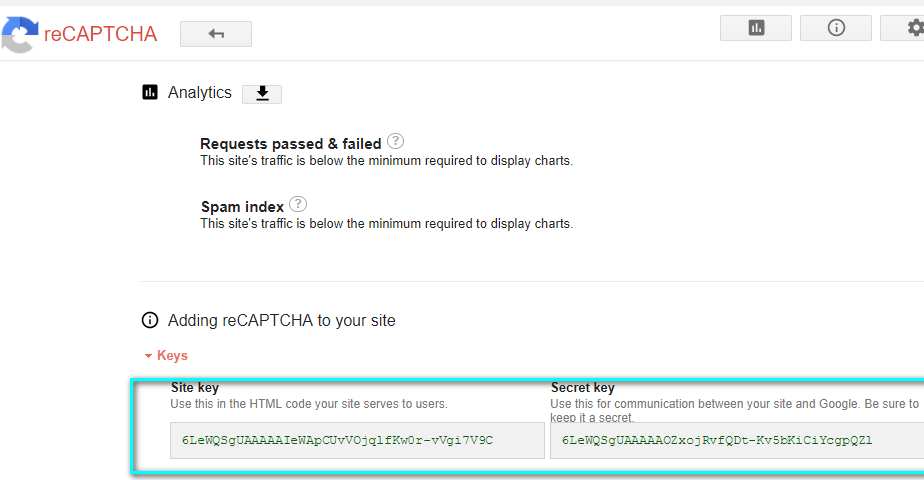 reCAPTCHA
Analytics
Requests passed & failed ?
This site's traffic is below the minimum required to display charts.
Spam index ?
This site's traffic is below the minimum required to display charts.
Adding reCAPTCHA to your site
Keys
Site key
Use this in the HTML code your site serves to users.
6LeWQSgUAAAAAIeWApCUvVOjqlfKw0r-vVgi7V9C
Secret key
Use this for communication between your site and Google. Be sure to
keep it a secret.
6LeWQSgUAAAAAOZxojRvfQDt-Kv5bKiCiYcgpQZl